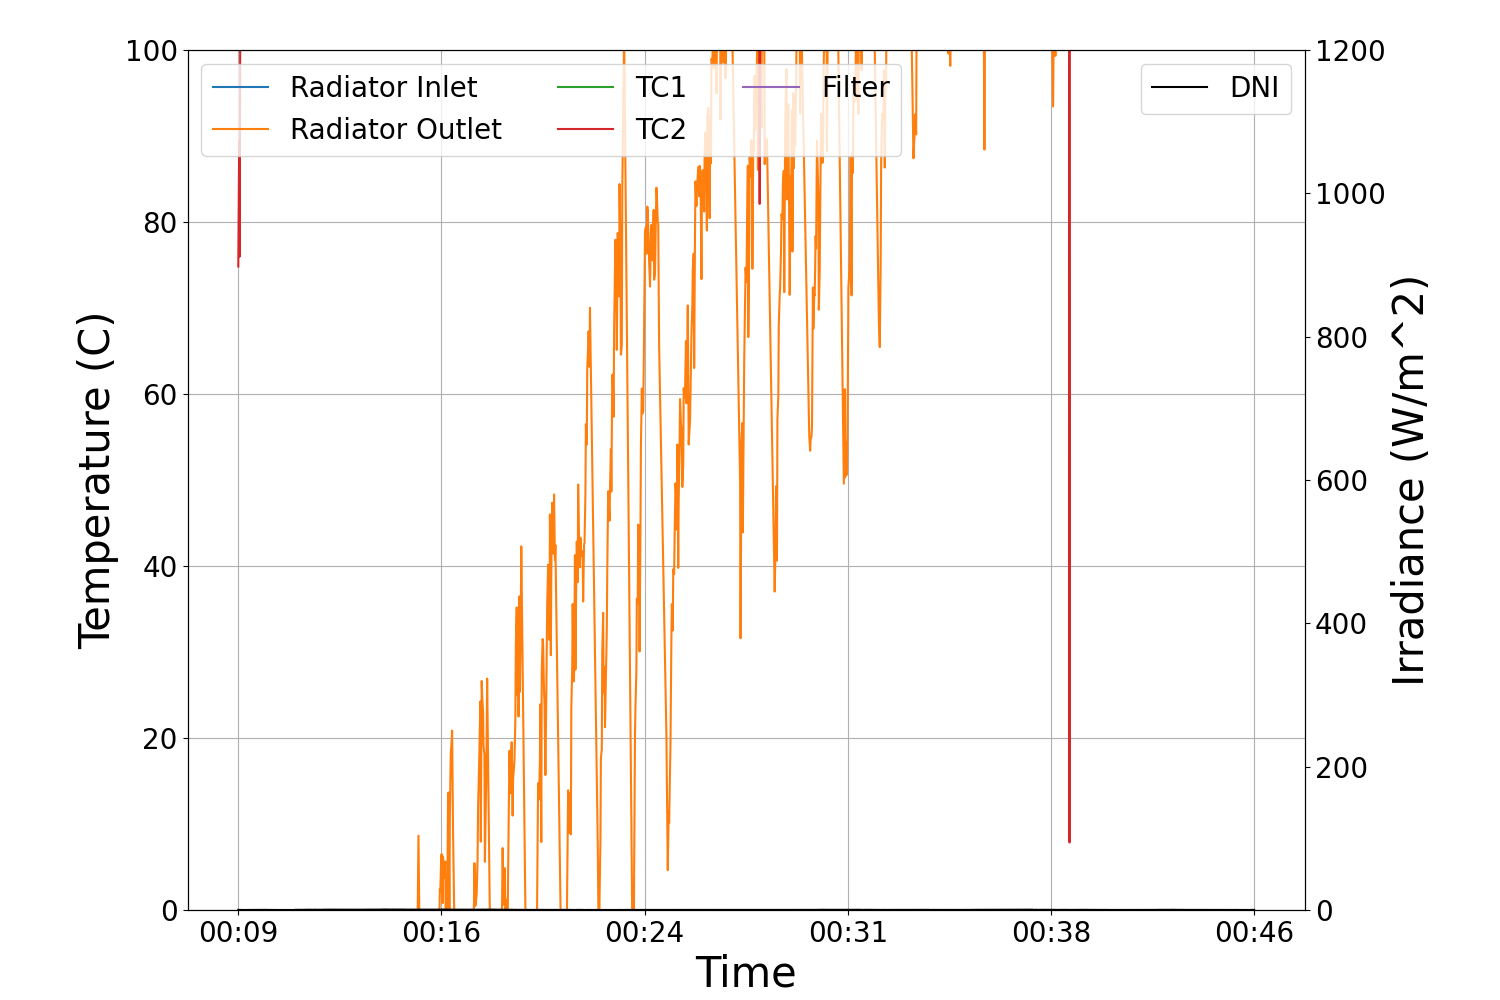 Radiator Inlet
Radiator Outlet
TC1
TC2
Filter
DNI
Temperature (C)
100
80
60
40
20
0
1200
1000
800
600
400
200
0
Irradiance (W/m^2)
00:09 00:16 00:24 00:31 00:38 00:46
Time